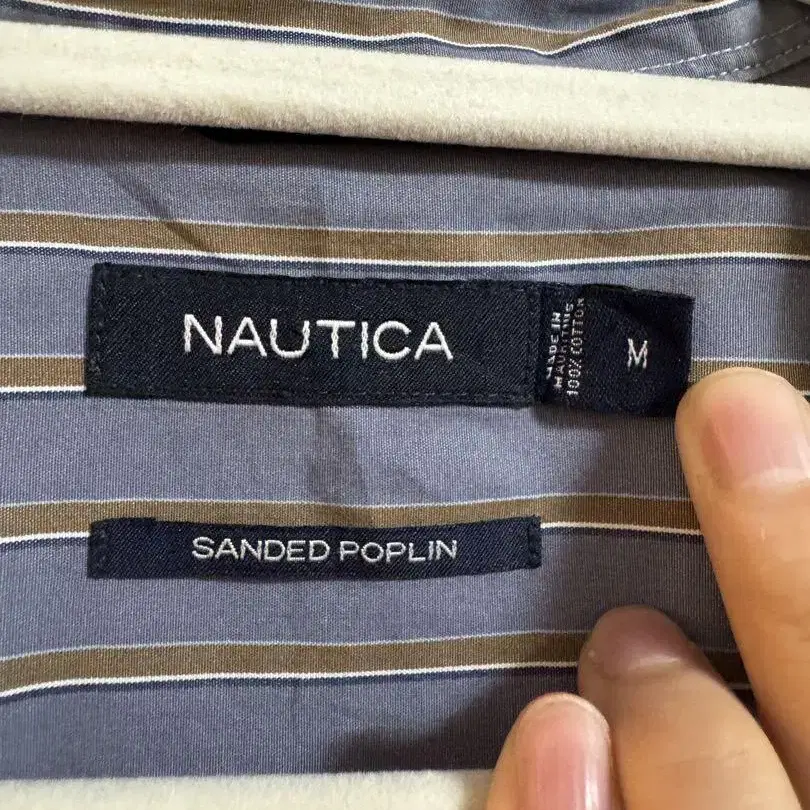 NAUTICA
MADE IN
MAURITIUS
100% COTTON
M
SANDED POPLIN